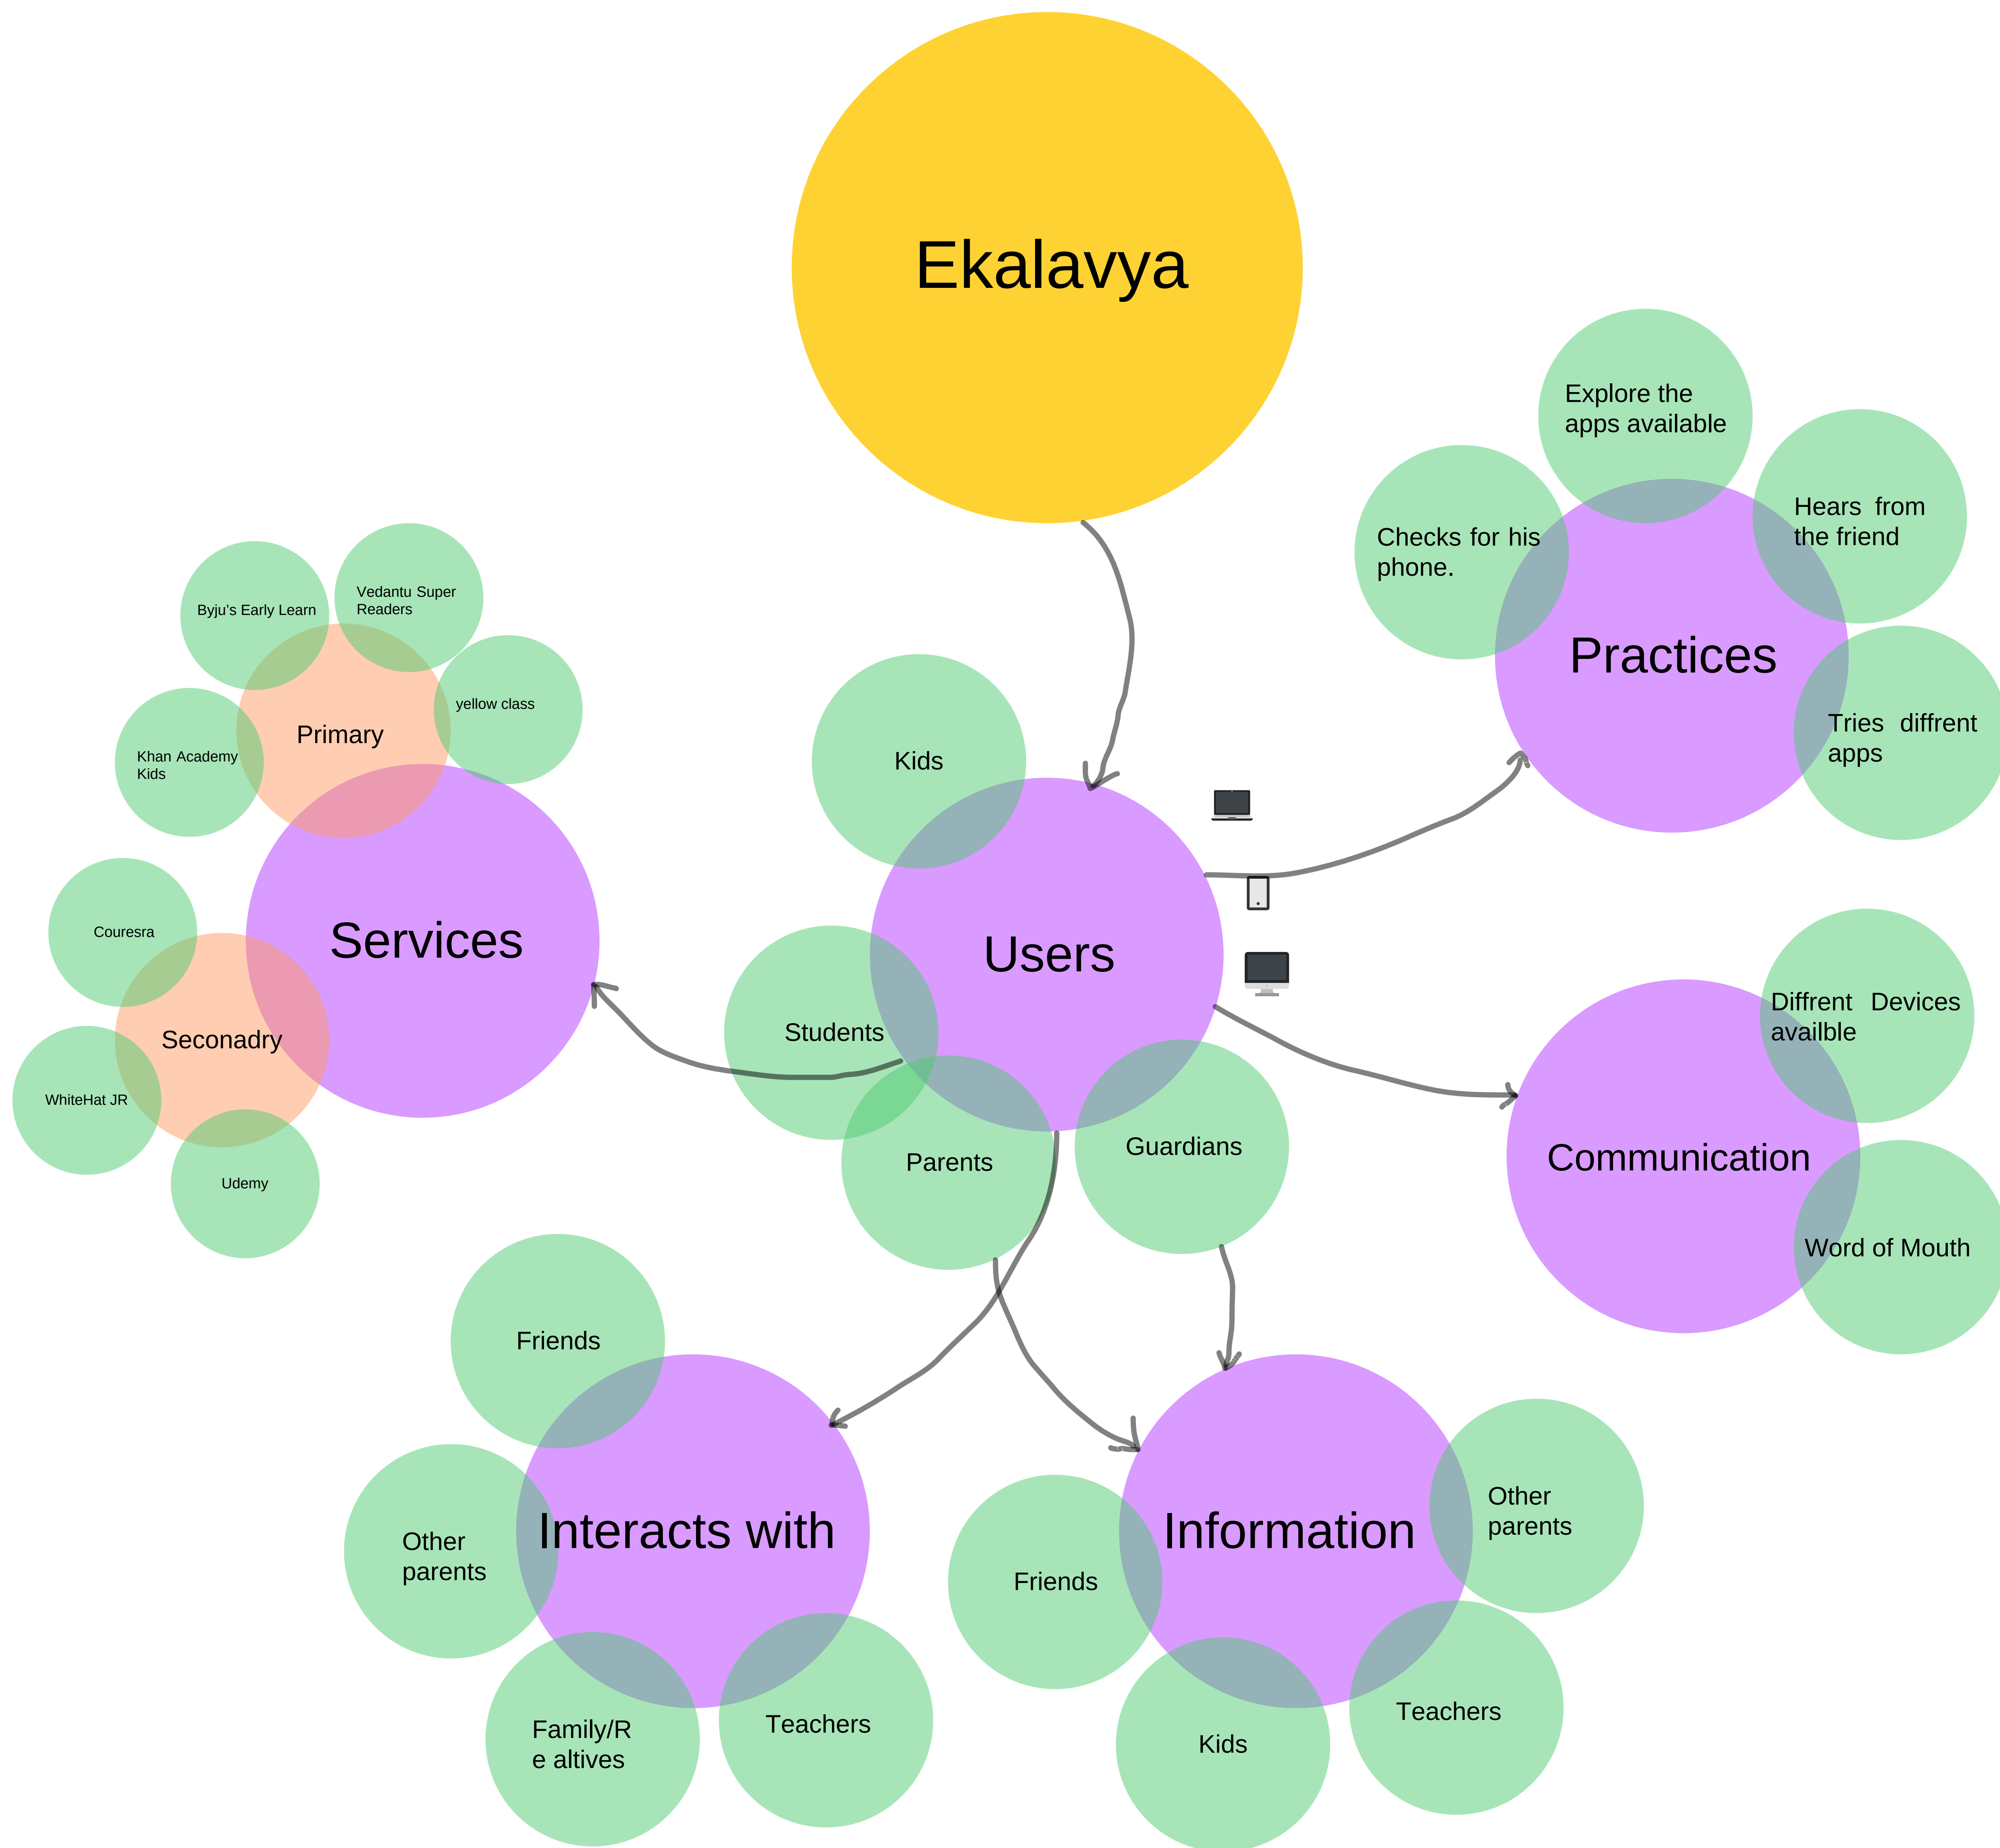 Ekalavya
Explore the
apps available
Hears from
the friend
Checks for his
phone.
Practices
Tries diffrent
apps
Vedantu Super
Readers
Byju's Early Learn
yellow class
Primary
Khan Academy
Kids
Services
Couresra
Seconadry
WhiteHat JR
Udemy
Kids
Users
Students
Parents
Guardians
Diffrent Devices
availble
Communication
Word of Mouth
Friends
Interacts with
Other
parents
Family/R
e altives
Teachers
Information
Other
parents
Friends
Teachers
Kids